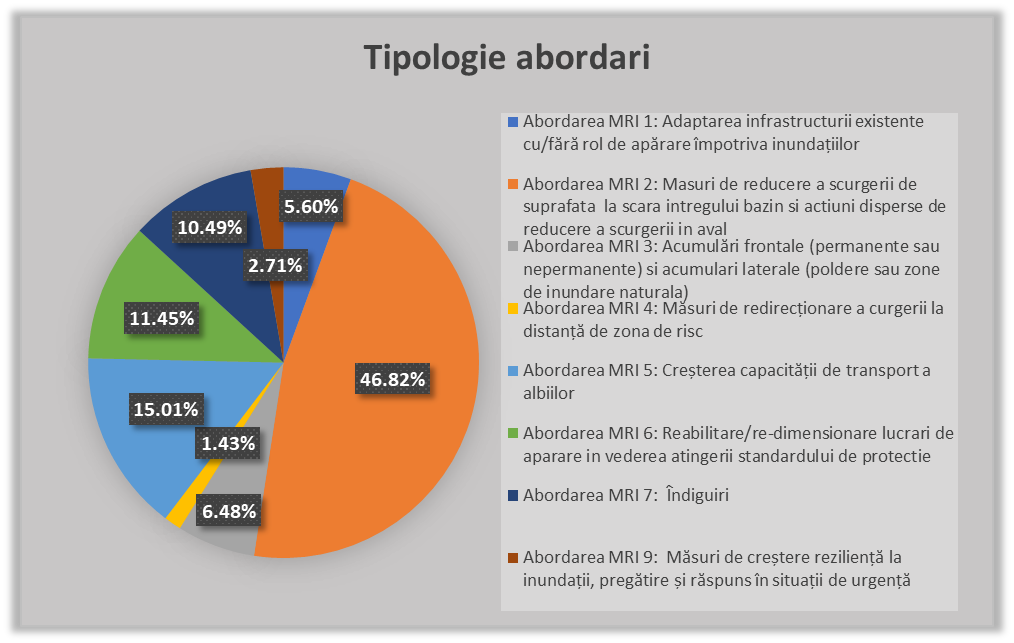 Tipologie abordari
5.60%
46.82%
6.48%
1.43%
15.01%
11.45%
10.49%
2.71%
Abordarea MRI 1: Adaptarea infrastructurii existente
cu/fără rol de apărare împotriva inundațiilor
Abordarea MRI 2: Masuri de reducere a scurgerii de
suprafata la scara intregului bazin si actiuni disperse de
reducere a scurgerii in aval
Abordarea MRI 3: Acumulări frontale (permanente sau
nepermanente) si acumulari laterale (poldere sau zone
de inundare naturala)
Abordarea MRI 4: Măsuri de redirecționare a curgerii la
distanță de zona de risc
Abordarea MRI 5: Creșterea capacității de transport a
albiilor
Abordarea MRI 6: Reabilitare/re-dimensionare lucrari de
aparare in vederea atingerii standardului de protectie
Abordarea MRI 7: Îndiguiri
Abordarea MRI 9: Măsuri de creștere reziliență la
inundații, pregătire și răspuns în situații de urgență